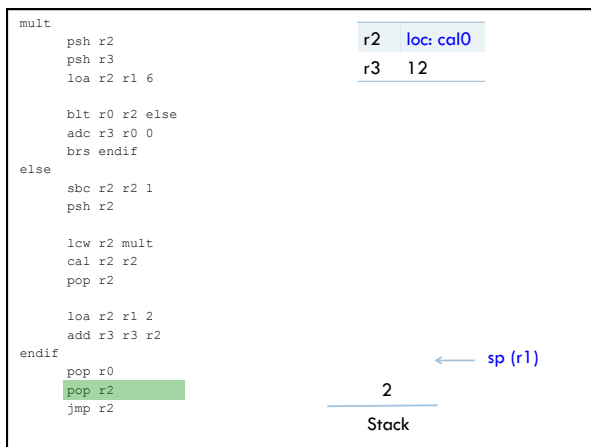 mult
psh r2
psh r3
loa r2 r1 6
blt r0 r2 else
adc r3 r0 0
brs endif
else
sbc r2 r2 1
psh r2
lcw r2 mult
cal r2 r2
pop r2
loa r2 r1 2
add r3 r3 r2
endif
pop r0
pop r2
jmp r2
r2 loc: cal0
r3 12
sp (r1)
2
Stack